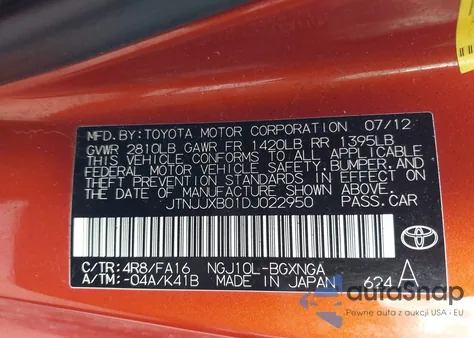 MFD.BY:TOYOTA MOTOR CORPORATION 07/12
GVWR 2810LB GAWR FR 1420LB RR 1395LB
THIS VEHICLE CONFORMS TO ALL APPLICABLE
FEDERAL MOTOR VEHICLE SAFETY, BUMPER, AND
THEFT PREVENTION STANDARDS IN EFFECT ON
THE DATE OF MANUFACTURE SHOWN ABOVE.
JTNJJXB01DJ022950 PASS.CAR
C/TR:4R8/FA16 NGJ10L-BGXNGA
A/TM:-04A/K41B MADE IN JAPAN 624 A
autoSnap
Pewne auto z aukcji USA i EU